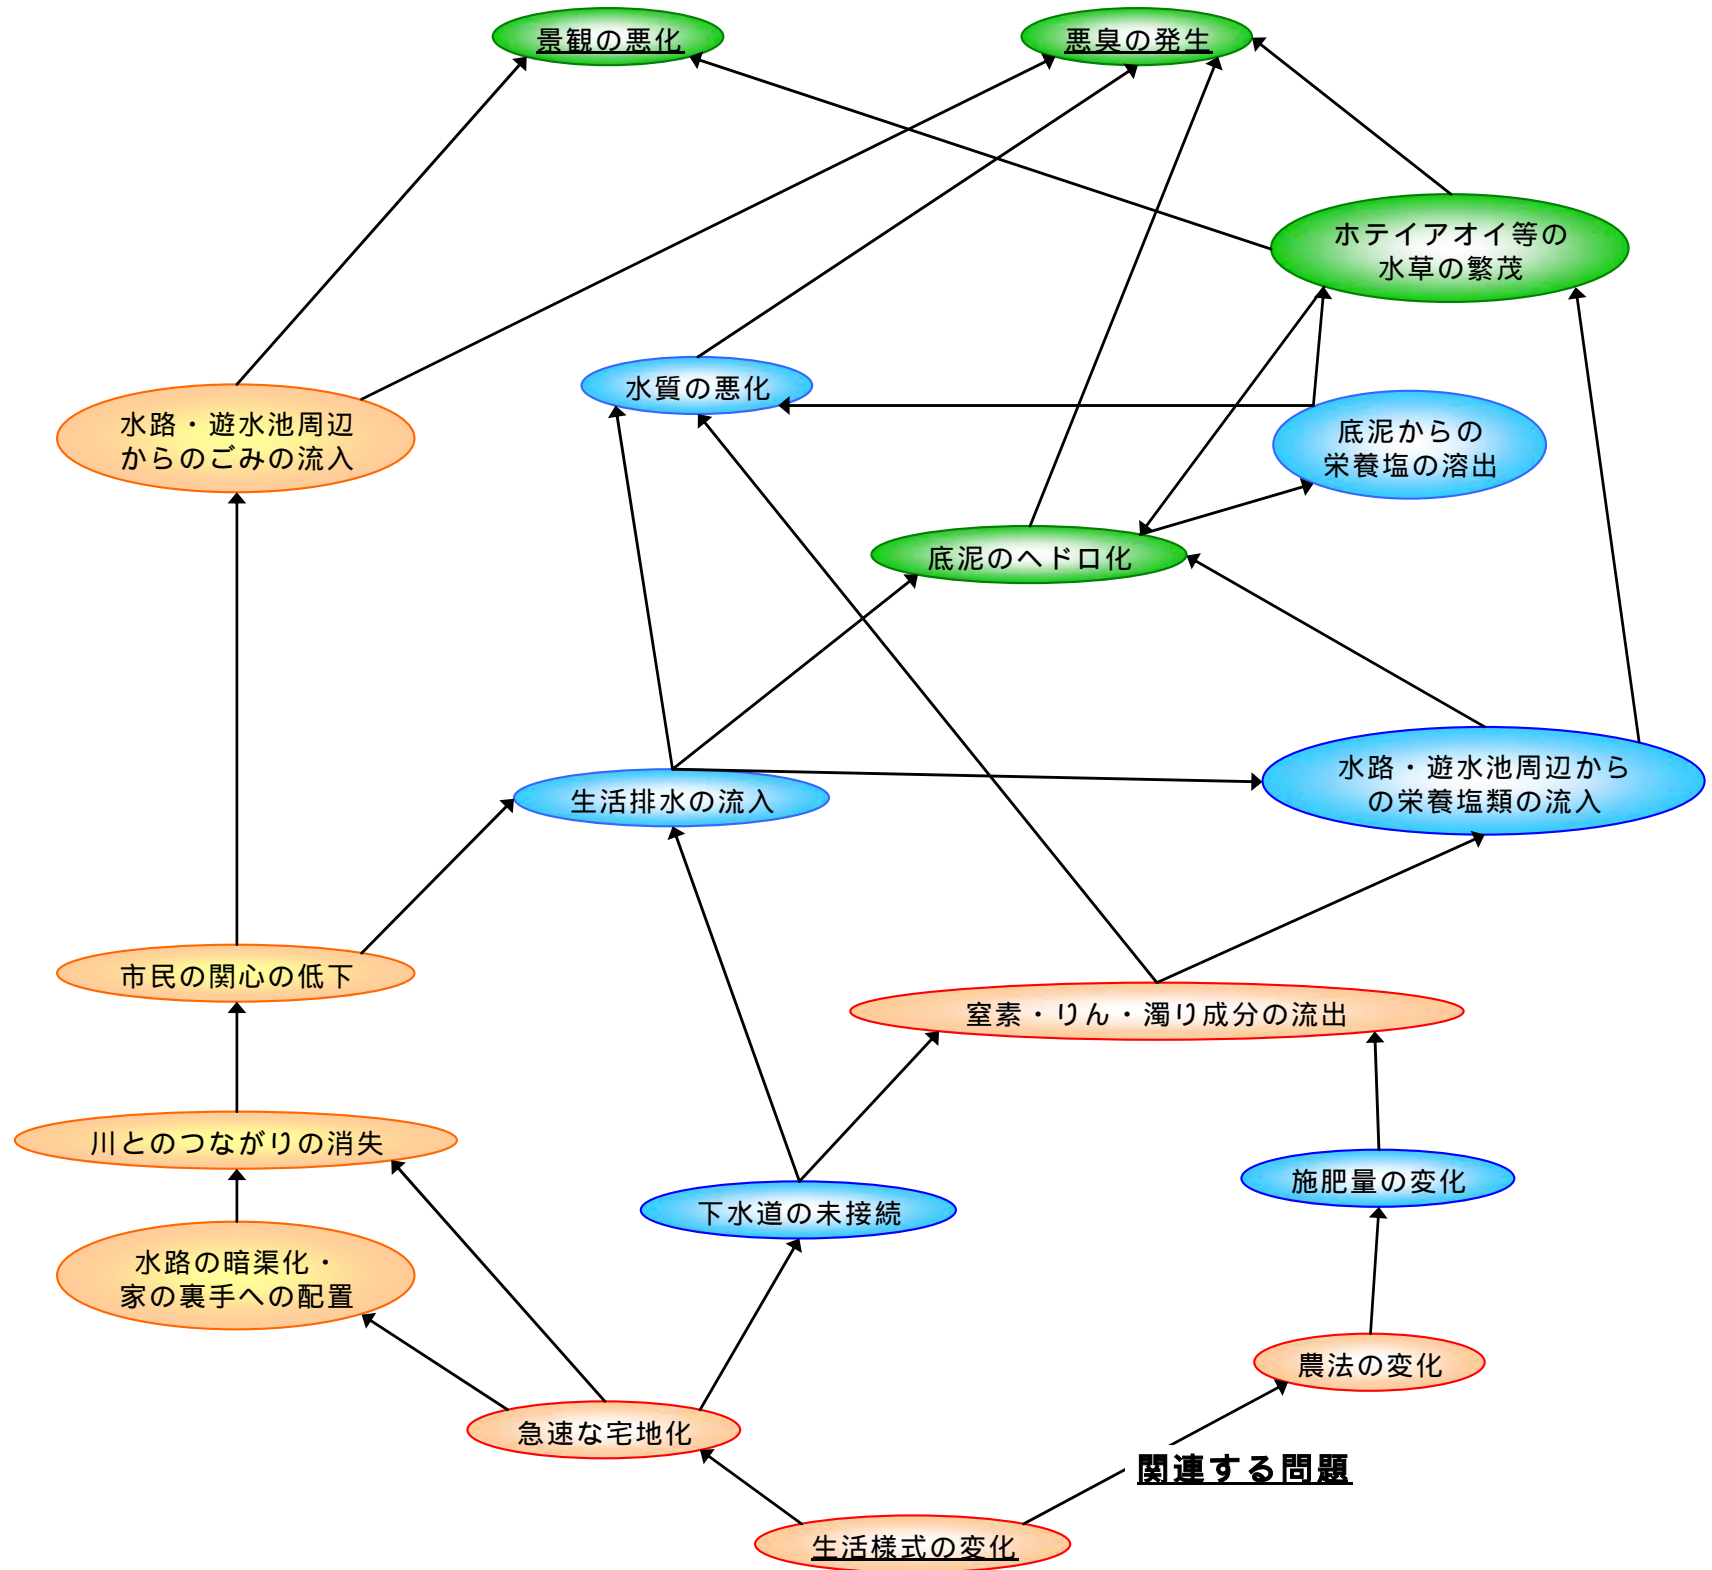 景観の悪化
悪臭の発生
ホテイアオイ等の
水草の繁茂
水質の悪化
水路・遊水池周辺
からのごみの流入
底泥からの
栄養塩の溶出
底泥のヘドロ化
水路・遊水池周辺から
の栄養塩類の流入
生活排水の流入
市民の関心の低下
窒素・りん・濁り成分の流出
川とのつながりの消失
施肥量の変化
下水道の未接続
水路の暗渠化・
家の裏手への配置
農法の変化
急速な宅地化
関連する問題
生活様式の変化